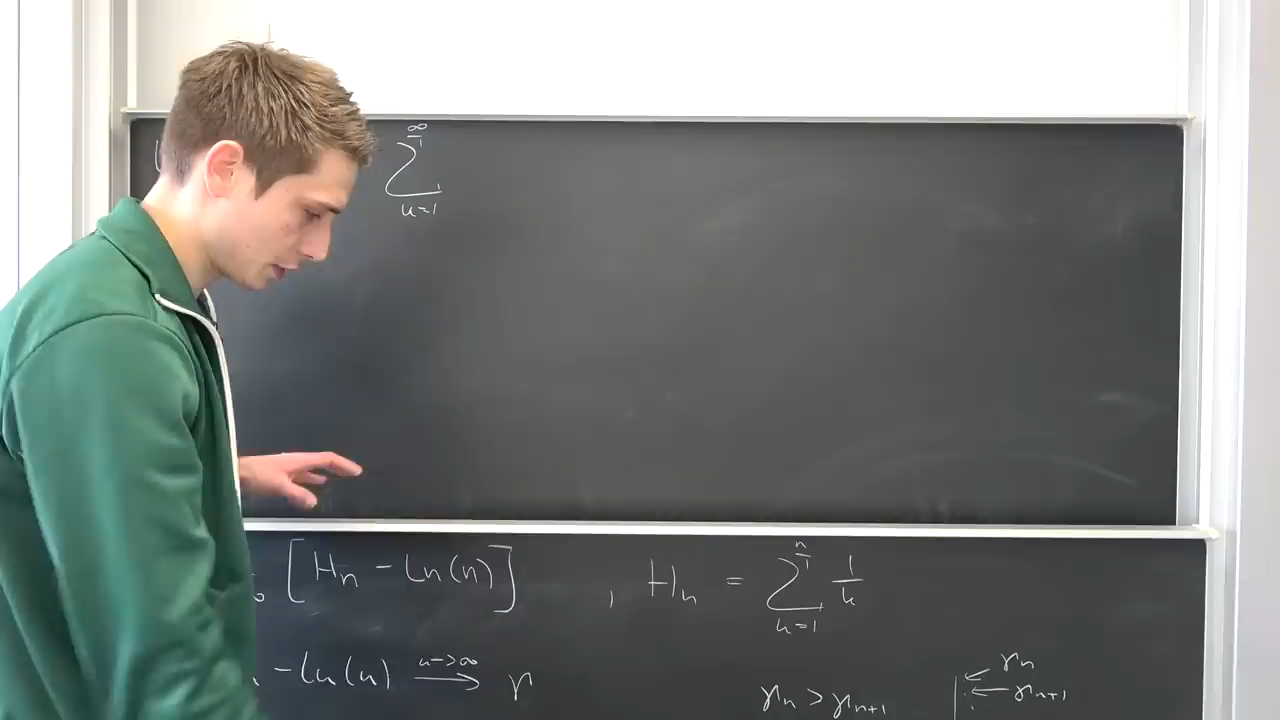 ∞
∑
k=1
[Hn - ln(n)] , Hn = ∑_{k=1}^{n} 1/k
- ln(n) —n->∞→ γ
γn > γn+1
← γn
← γn+1